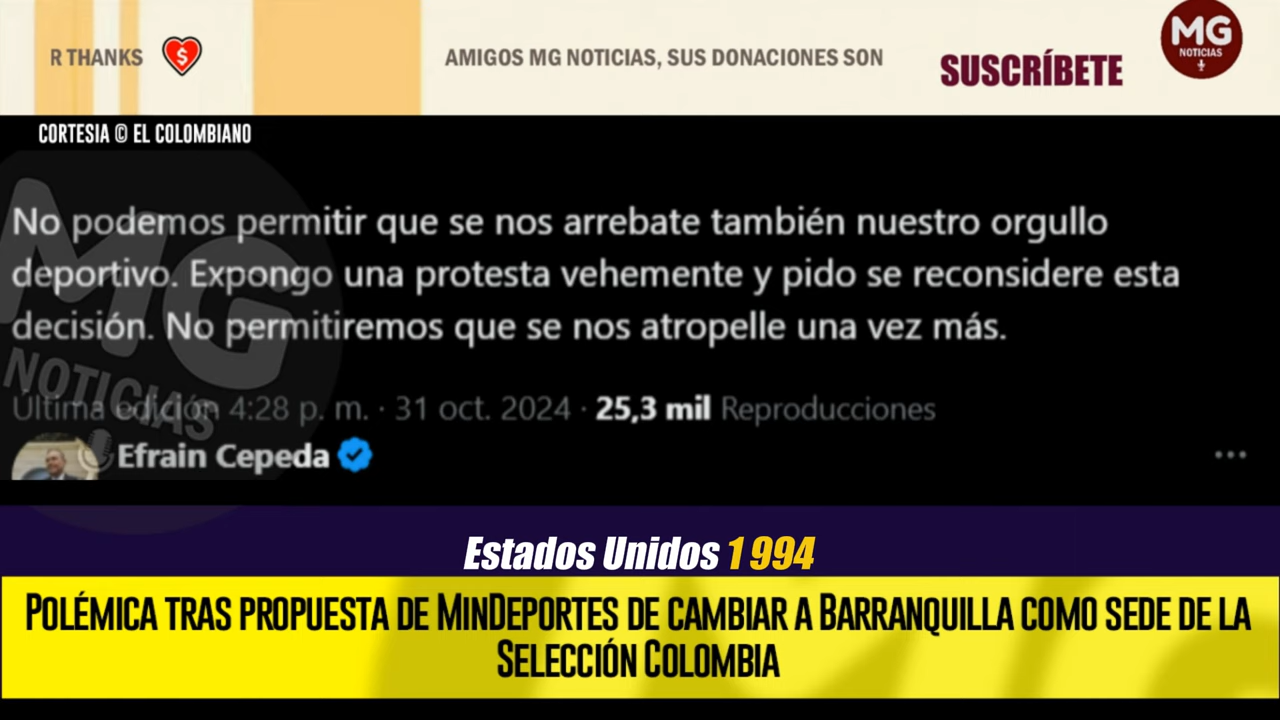 R THANKS
AMIGOS MG NOTICIAS, SUS DONACIONES SON
SUSCRÍBETE
MG
NOTICIAS
CORTESIA © EL COLOMBIANO
No podemos permitir que se nos arrebate también nuestro orgullo
deportivo. Expongo una protesta vehemente y pido se reconsidere esta
decisión. No permitiremos que se nos atropelle una vez más.
MG
NOTICIAS
Última edición 4:28 p. m. · 31 oct. 2024 · 25,3 mil Reproducciones
Efrain Cepeda
Estados Unidos 1994
POLÉMICA TRAS PROPUESTA DE MINDEPORTES DE CAMBIAR A BARRANQUILLA COMO SEDE DE LA
SELECCIÓN COLOMBIA